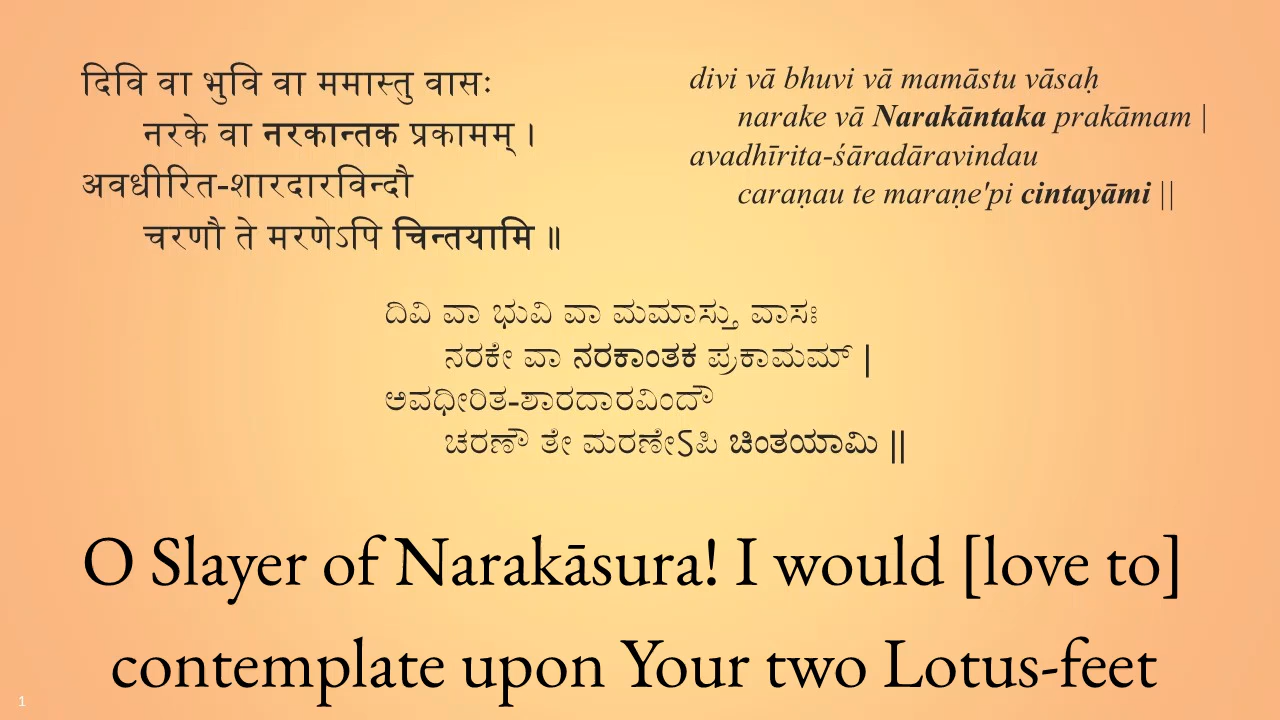 दिवि वा भुवि वा ममास्तु वासः
नरके वा नरकान्तक प्रकामम् ।
अवधीरित-शारदारविन्दौ
चरणौ ते मरणेऽपि चिन्तयामि ॥
divi vā bhuvi vā mamāstu vāsaḥ
narake vā Narakāntaka prakāmam |
avadhīrita-śāradāravindau
caraṇau te maraṇe'pi cintayāmi ||
ದಿವಿ ವಾ ಭುವಿ ವಾ ಮಮಾಸ್ತು ವಾಸಃ
ನರಕೇ ವಾ ನರಕಾಂತಕ ಪ್ರಕಾಮಮ್ |
ಅವಧೀರಿತ-ಶಾರದಾರವಿಂದೌ
ಚರಣೌ ತೇ ಮರಣೇಽಪಿ ಚಿಂತಯಾಮಿ ||
O Slayer of Narakāsura! I would [love to]
contemplate upon Your two Lotus-feet
1